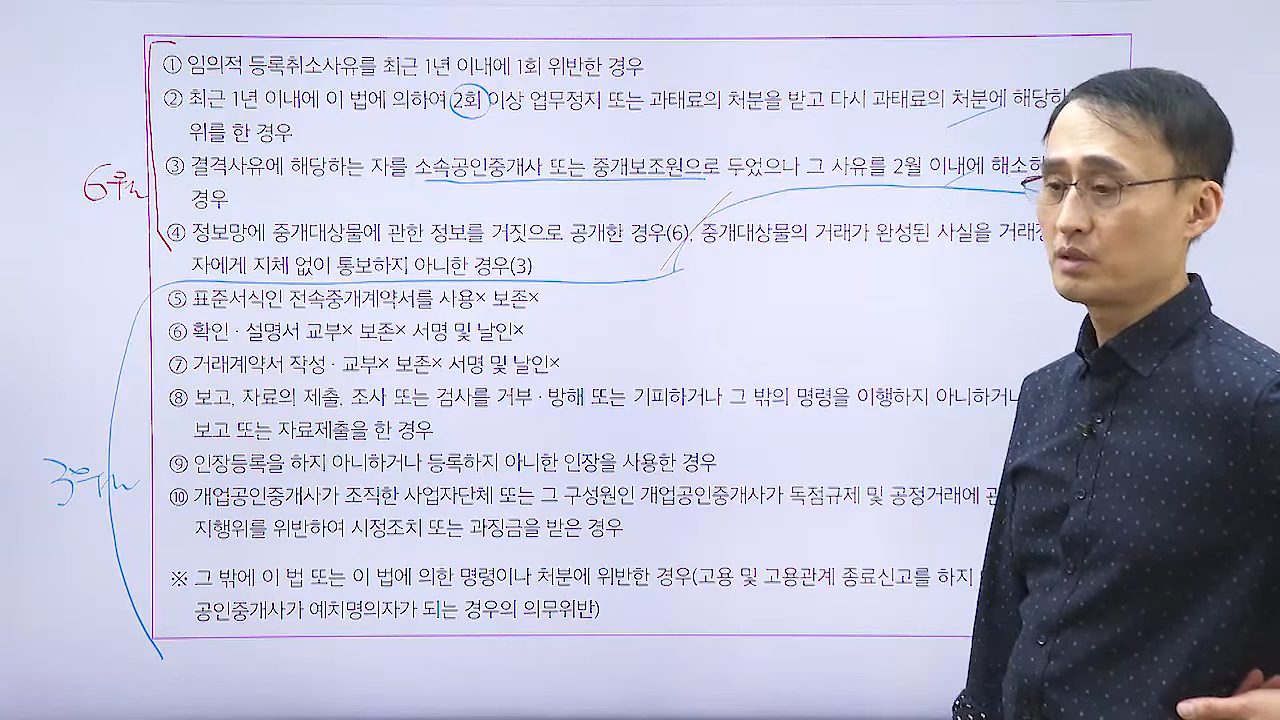 ① 임의적 등록취소사유를 최근 1년 이내에 1회 위반한 경우
② 최근 1년 이내에 이 법에 의하여 2회 이상 업무정지 또는 과태료의 처분을 받고 다시 과태료의 처분에
위를 한 경우
③ 결격사유에 해당하는 자를 소속공인중개사 또는 중개보조원으로 두었으나 그 사유를 2월 이내에
경우
④ 정보망에 중개대상물에 관한 정보를 거짓으로 공개한 경우(6), 중개대상물의 거래가 완성된 사실을
자에게 지체 없이 통보하지 아니한 경우(3)
⑤ 표준서식인 전속중개계약서를 사용× 보존×
⑥ 확인 · 설명서 교부× 보존× 서명 및 날인×
⑦ 거래계약서 작성 · 교부× 보존× 서명 및 날인×
⑧ 보고, 자료의 제출, 조사 또는 검사를 거부 · 방해 또는 기피하거나 그 밖의 명령을 이행하지
보고 또는 자료제출을 한 경우
⑨ 인장등록을 하지 아니하거나 등록하지 아니한 인장을 사용한 경우
⑩ 개업공인중개사가 조직한 사업자단체 또는 그 구성원인 개업공인중개사가 독점규제 및 공정거래에
지행위를 위반하여 시정조치 또는 과징금을 받은 경우
※ 그 밖에 이 법 또는 이 법에 의한 명령이나 처분에 위반한 경우(고용 및 고용관계 종료신고를 하지
공인중개사가 예치명의자가 되는 경우의 의무위반)